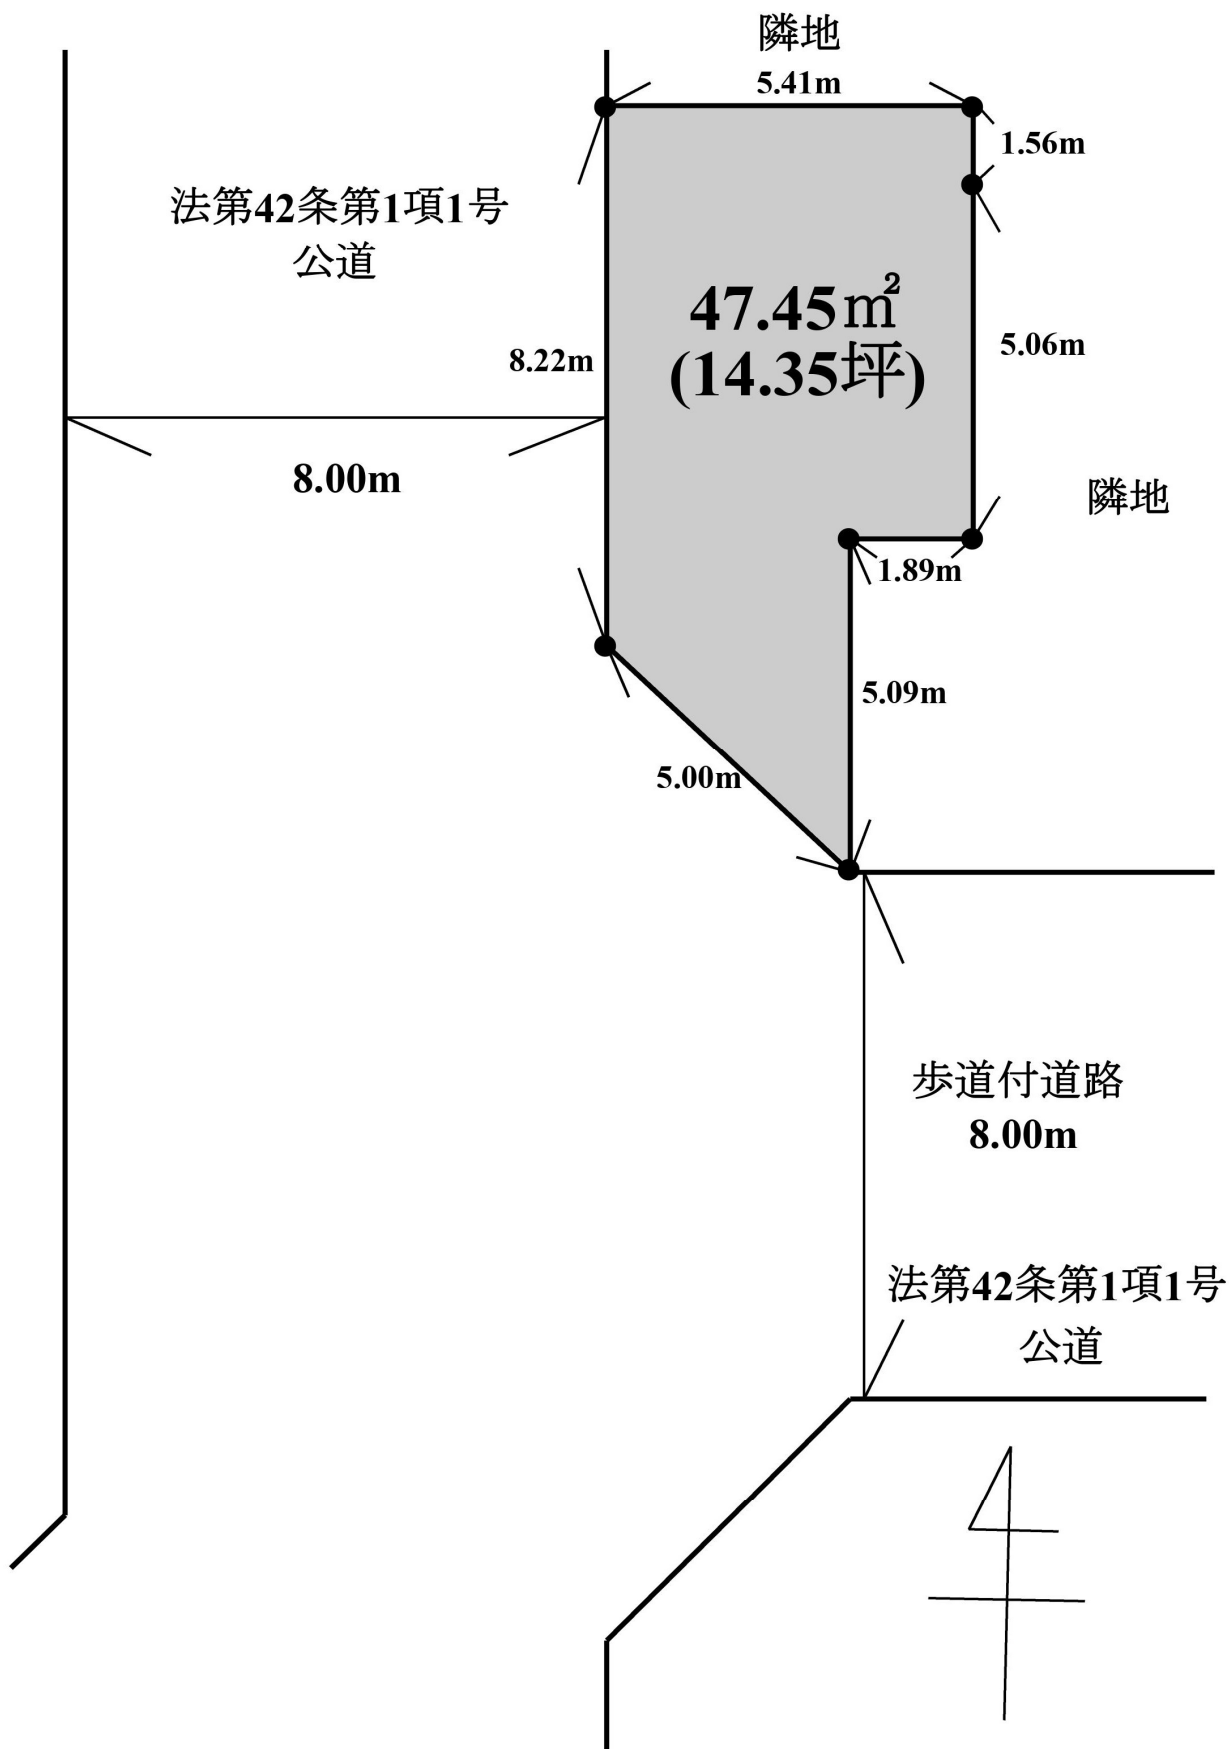 隣地
5.41m
1.56m
法第42条第1項1号
公道
47.45㎡
(14.35坪)
8.22m
5.06m
8.00m
隣地
1.89m
5.09m
5.00m
歩道付道路
8.00m
法第42条第1項1号
公道